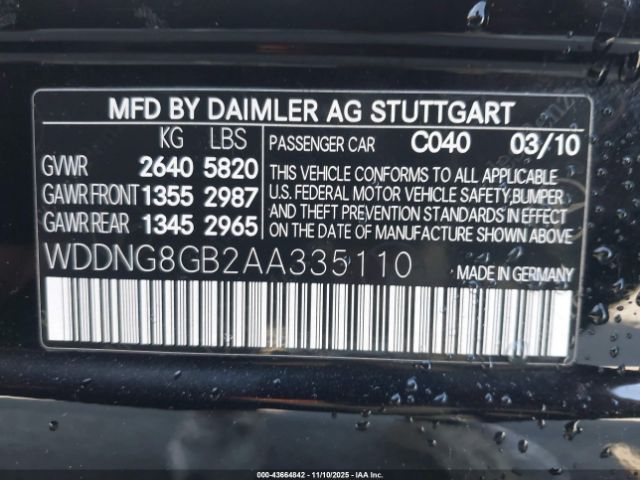 MFD BY DAIMLER AG STUTTGART
KG LBS
GVWR 2640 5820
GAWR FRONT 1355 2987
GAWR REAR 1345 2965
PASSENGER CAR C040 03/10
THIS VEHICLE CONFORMS TO ALL APPLICABLE
U.S. FEDERAL MOTOR VEHICLE SAFETY, BUMPER
AND THEFT PREVENTION STANDARDS IN EFFECT
ON THE DATE OF MANUFACTURE SHOWN ABOVE
WDDNG8GB2AA335110
MADE IN GERMANY
000-43664842 - 11/10/2025 - IAA Inc.